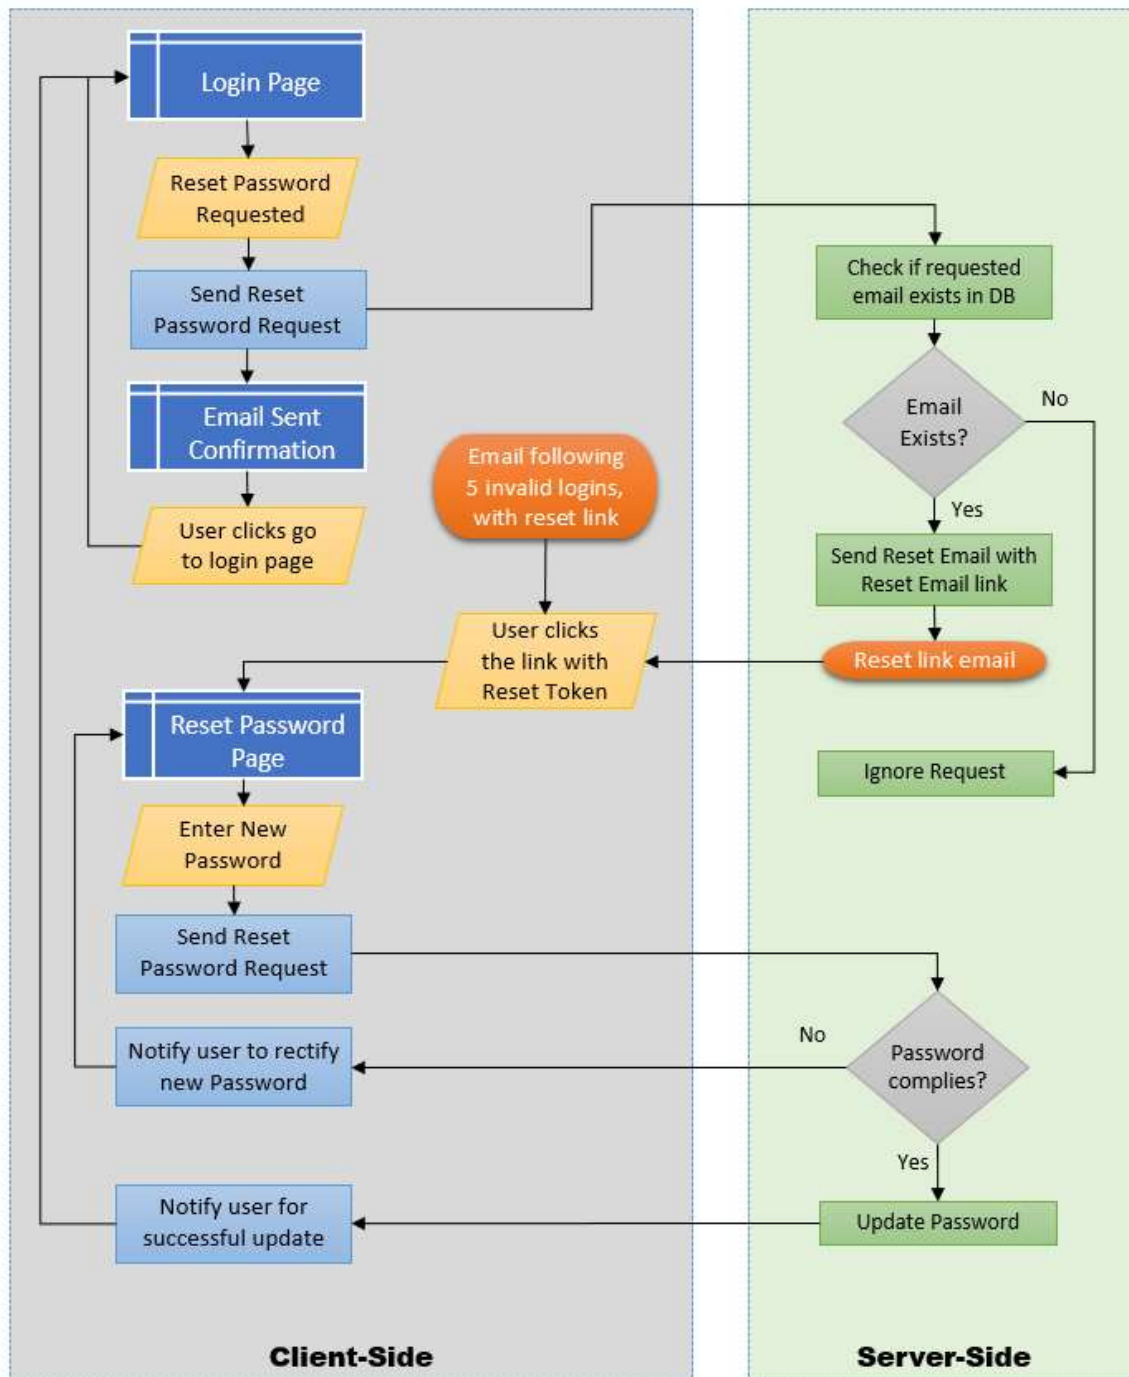 Login Page
Reset Password
Requested
Send Reset
Password Request
Email Sent
Confirmation
User clicks go
to login page
Email following
5 invalid logins,
with reset link
User clicks
the link with
Reset Token
Reset Password
Page
Enter New
Password
Send Reset
Password Request
Notify user to rectify
new Password
Notify user for
successful update
Client-Side
Check if requested
email exists in DB
Email
Exists?
No
Yes
Send Reset Email with
Reset Email link
Reset link email
Ignore Request
No
Password
complies?
Yes
Update Password
Server-Side